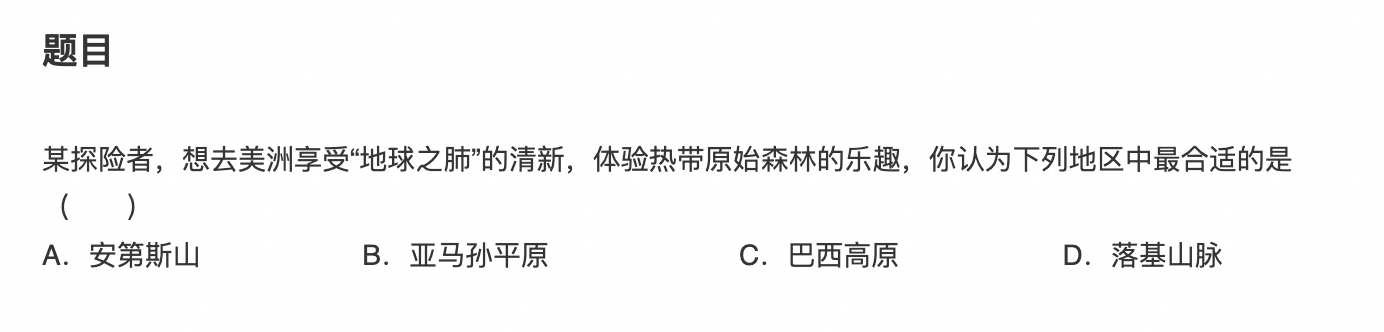 题目
某探险者，想去美洲享受“地球之肺”的清新，体验热带原始森林的乐趣，你认为下列地区中最合适的是
（　　）
A．安第斯山　　B．亚马孙平原　　C．巴西高原　　D．落基山脉